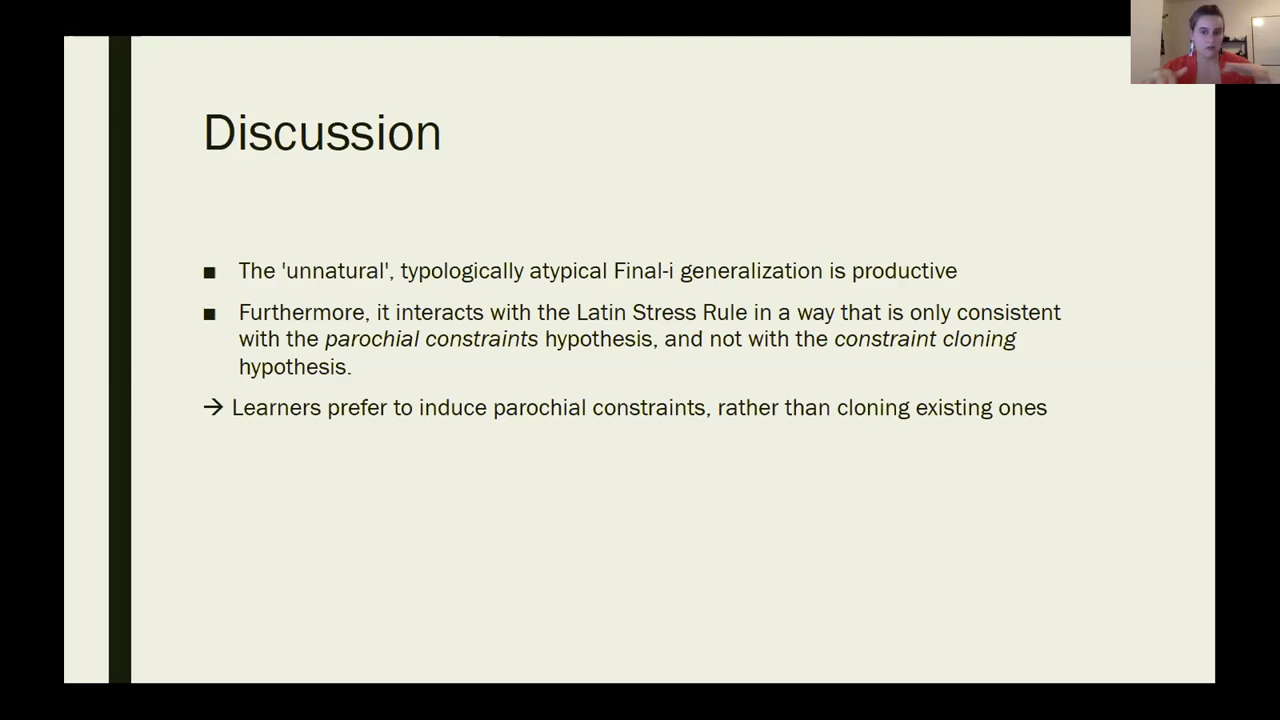 Discussion
■ The 'unnatural', typologically atypical Final-i generalization is productive
■ Furthermore, it interacts with the Latin Stress Rule in a way that is only consistent
with the parochial constraints hypothesis, and not with the constraint cloning
hypothesis.
→ Learners prefer to induce parochial constraints, rather than cloning existing ones